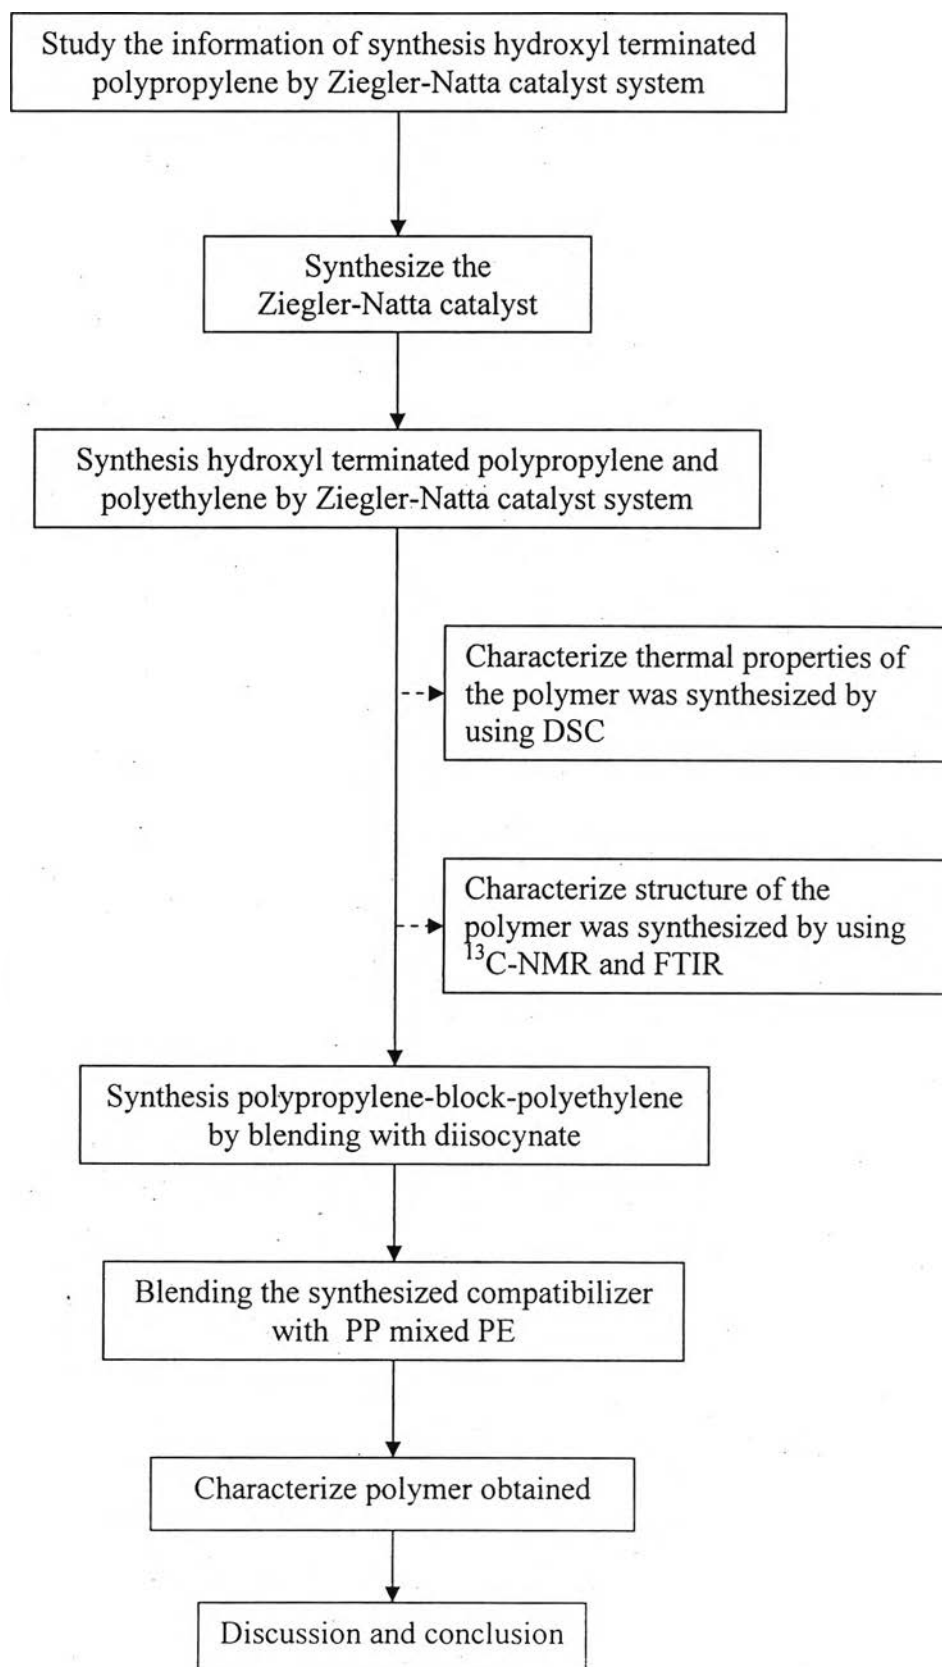 Study the information of synthesis hydroxyl terminated
polypropylene by Ziegler-Natta catalyst system
Synthesize the
Ziegler-Natta catalyst
Synthesis hydroxyl terminated polypropylene and
polyethylene by Ziegler-Natta catalyst system
Characterize thermal properties of
the polymer was synthesized by
using DSC
Characterize structure of the
polymer was synthesized by using
¹³C-NMR and FTIR
Synthesis polypropylene-block-polyethylene
by blending with diisocynate
Blending the synthesized compatibilizer
with PP mixed PE
Characterize polymer obtained
Discussion and conclusion